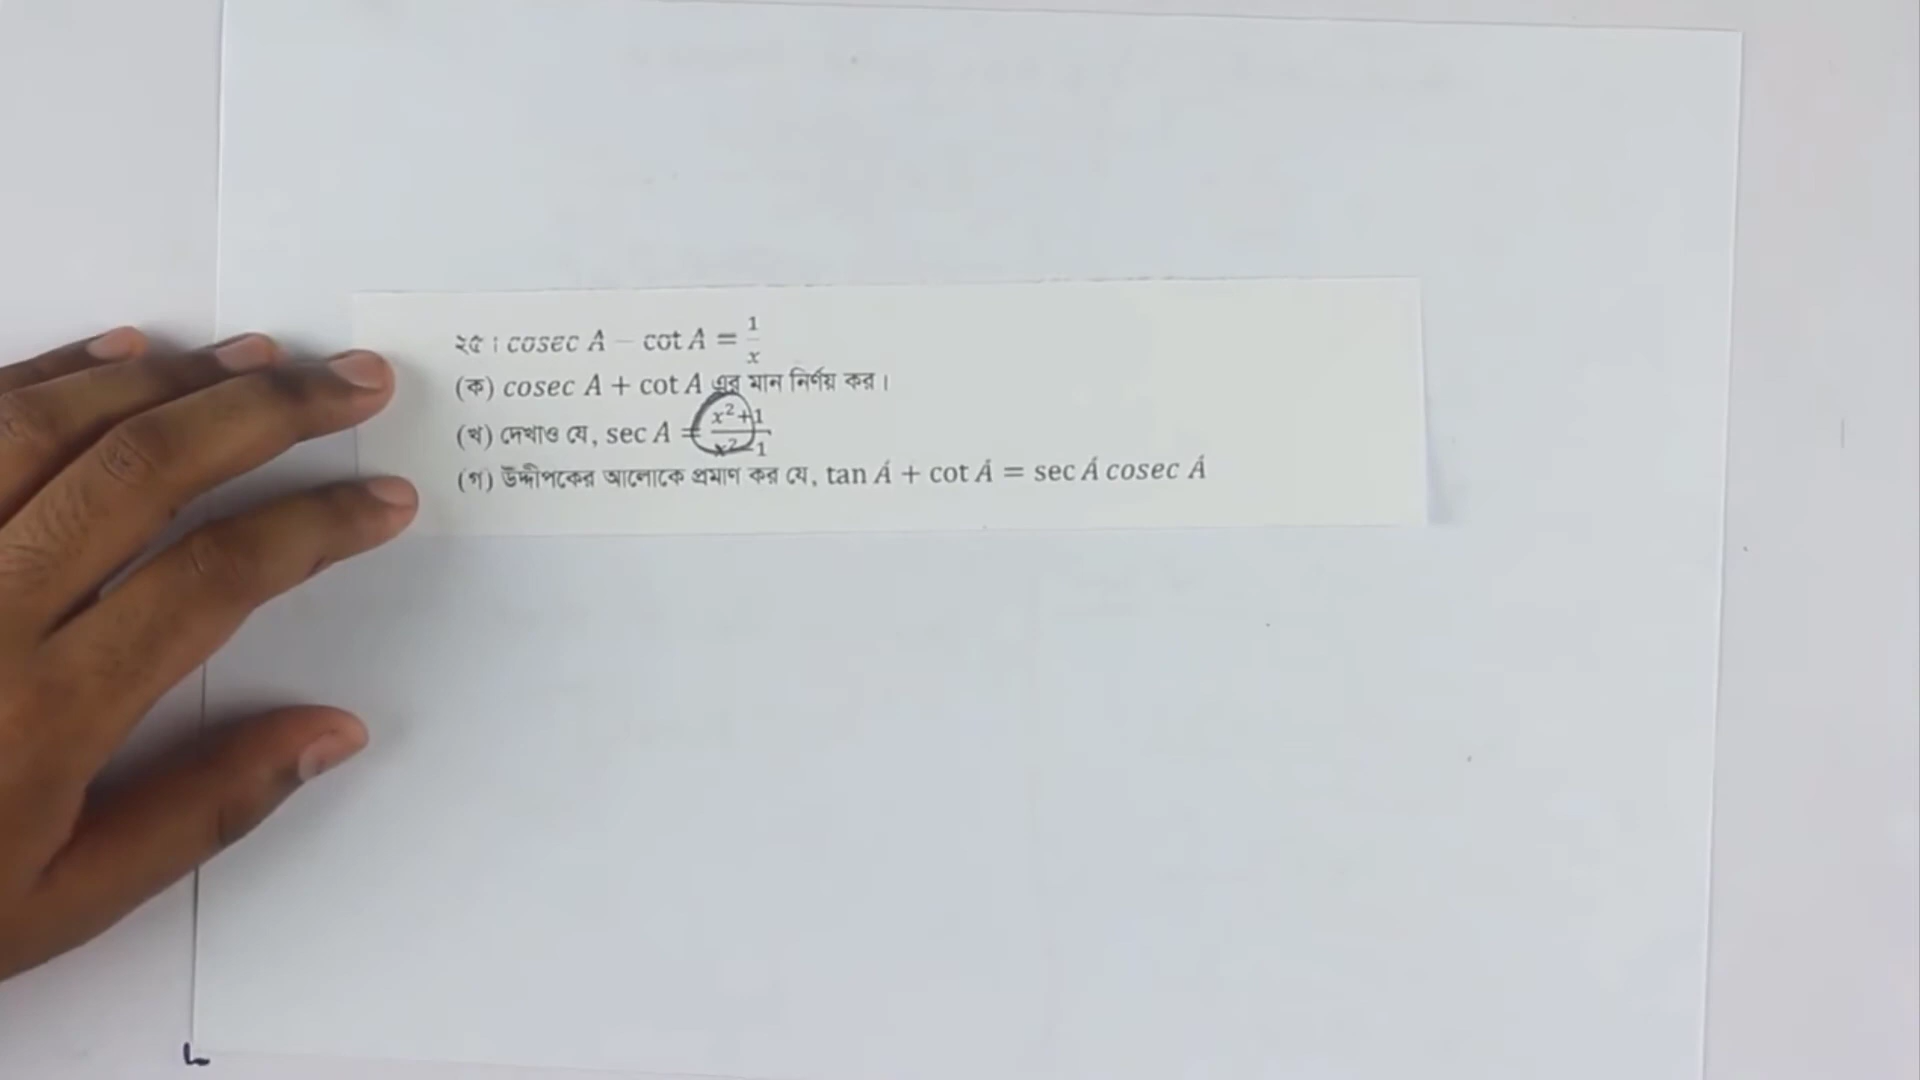 ২৫। cosec A − cot A = 1/x
(ক) cosec A + cot A এর মান নির্ণয় কর।
(খ) দেখাও যে, sec A = x²+1/x²−1
(গ) উদ্দীপকের আলোকে প্রমাণ কর যে, tan Á + cot Á = sec Á cosec Á